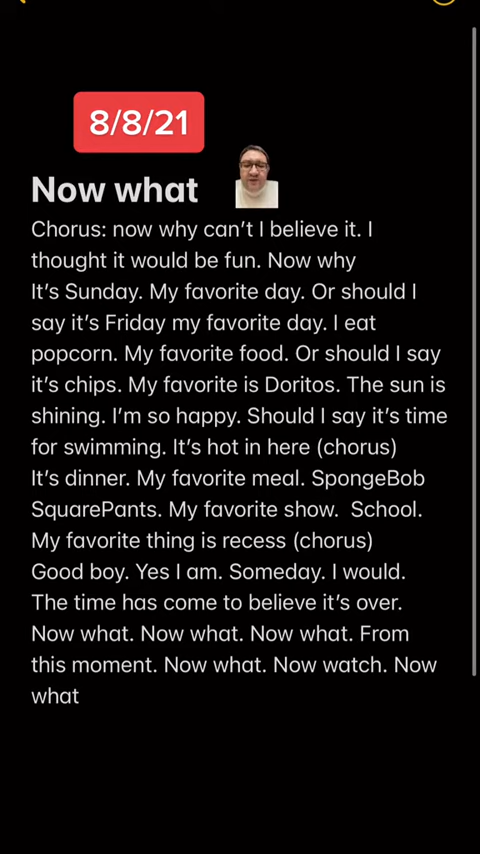 8/8/21
Now what
Chorus: now why can’t I believe it. I
thought it would be fun. Now why
It’s Sunday. My favorite day. Or should I
say it’s Friday my favorite day. I eat
popcorn. My favorite food. Or should I say
it’s chips. My favorite is Doritos. The sun is
shining. I’m so happy. Should I say it’s time
for swimming. It’s hot in here (chorus)
It’s dinner. My favorite meal. SpongeBob
SquarePants. My favorite show.  School.
My favorite thing is recess (chorus)
Good boy. Yes I am. Someday. I would.
The time has come to believe it’s over.
Now what. Now what. Now what. From
this moment. Now what. Now watch. Now
what